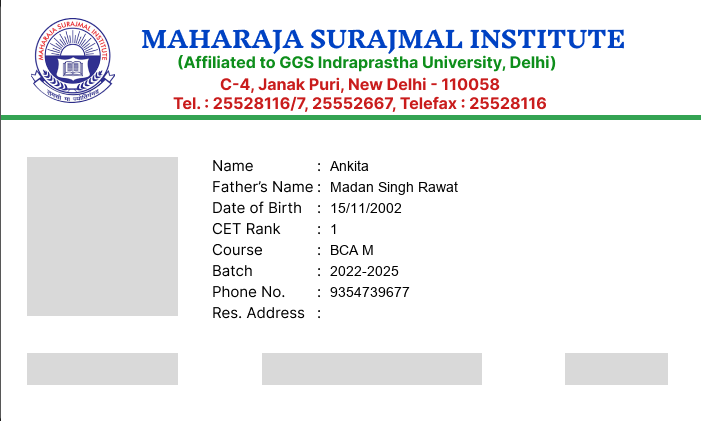 MAHARAJA SURAJMAL INSTITUTE
MAHARAJA SURAJMAL INSTITUTE
(Affiliated to GGS Indraprastha University, Delhi)
C-4, Janak Puri, New Delhi - 110058
Tel. : 25528116/7, 25552667, Telefax : 25528116
Name : Ankita
Father's Name : Madan Singh Rawat
Date of Birth : 15/11/2002
CET Rank : 1
Course : BCA M
Batch : 2022-2025
Phone No. : 9354739677
Res. Address :